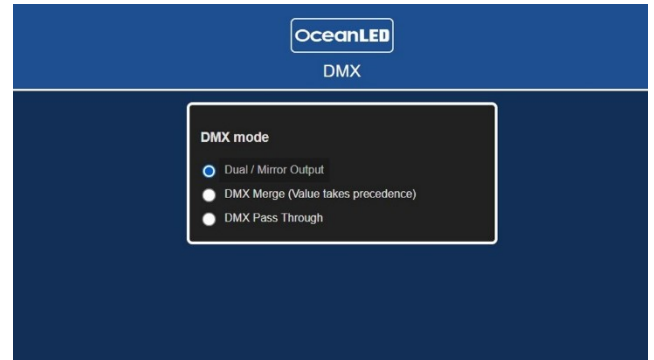 OceanLED
DMX
DMX mode
Dual / Mirror Output
DMX Merge (Value takes precedence)
DMX Pass Through